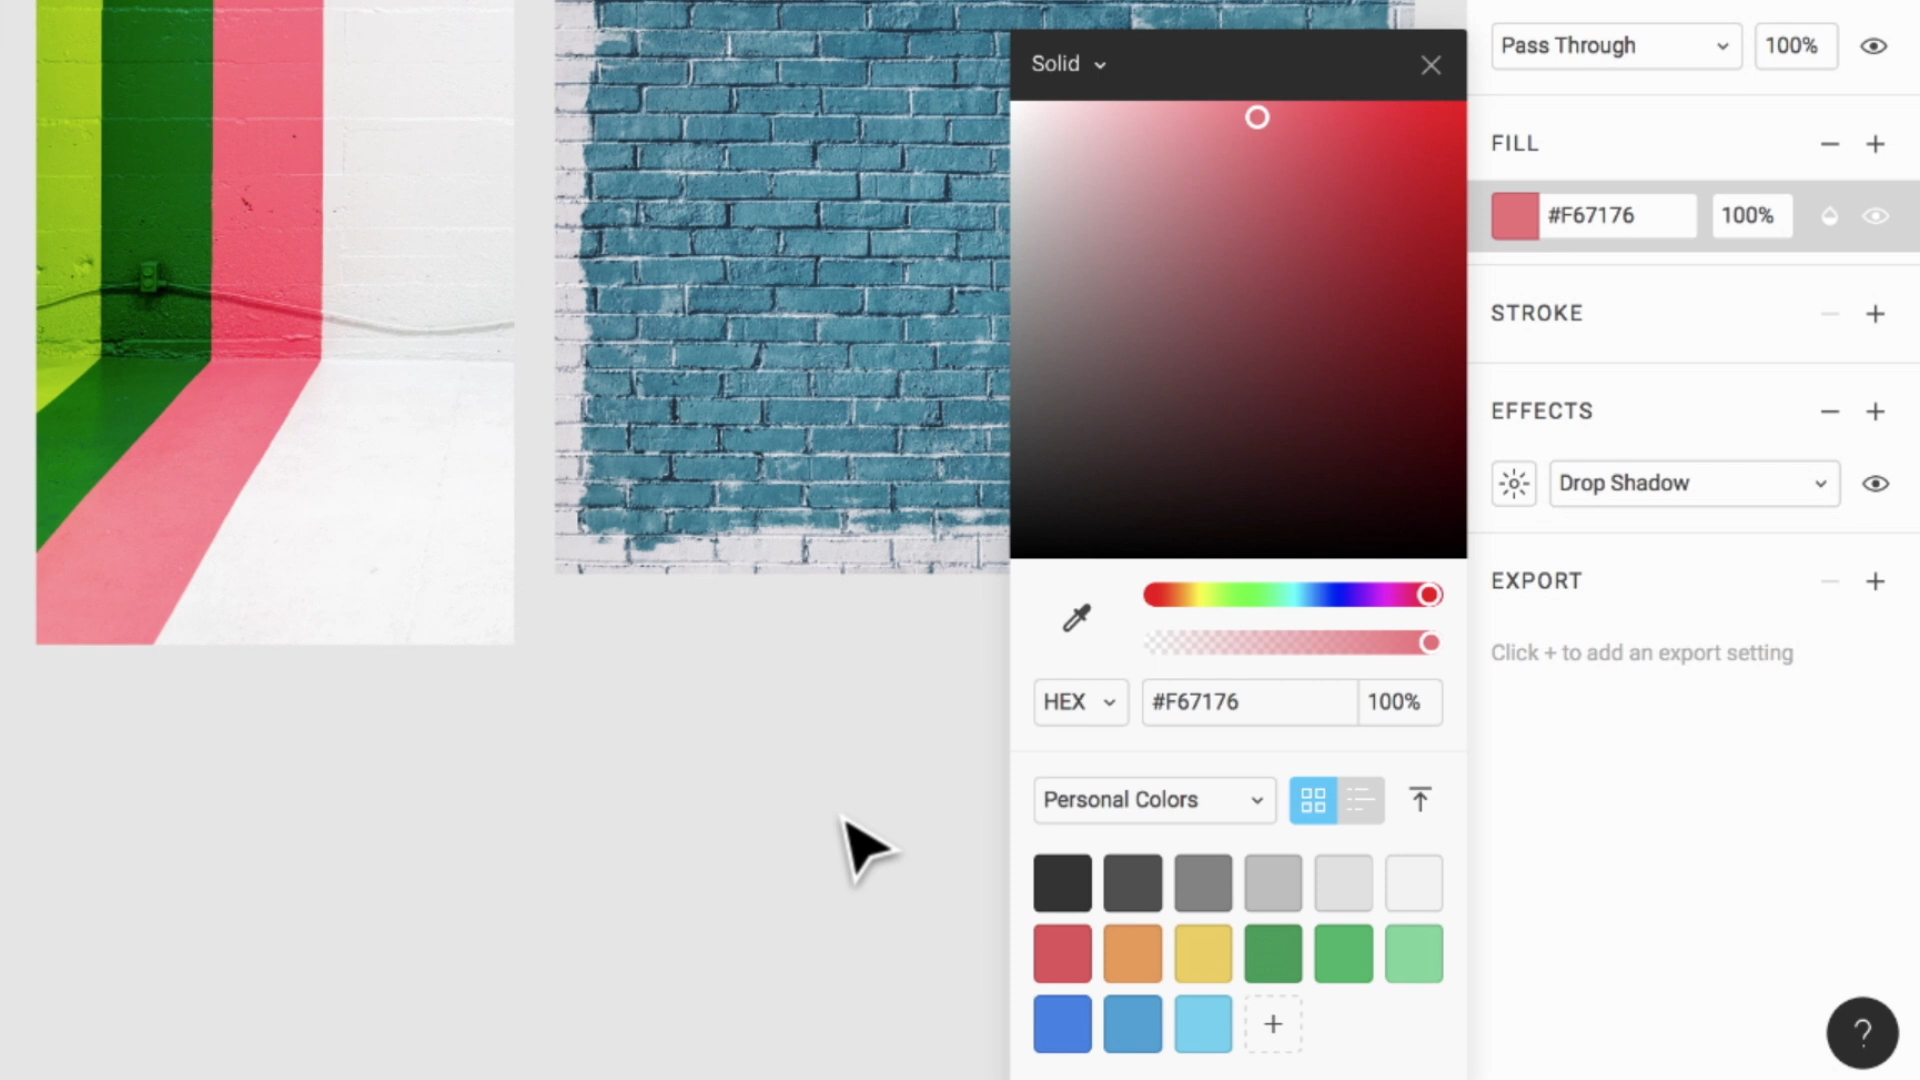 Solid
Pass Through
100%
FILL
#F67176
100%
STROKE
EFFECTS
Drop Shadow
EXPORT
Click + to add an export setting
HEX
#F67176
100%
Personal Colors
?